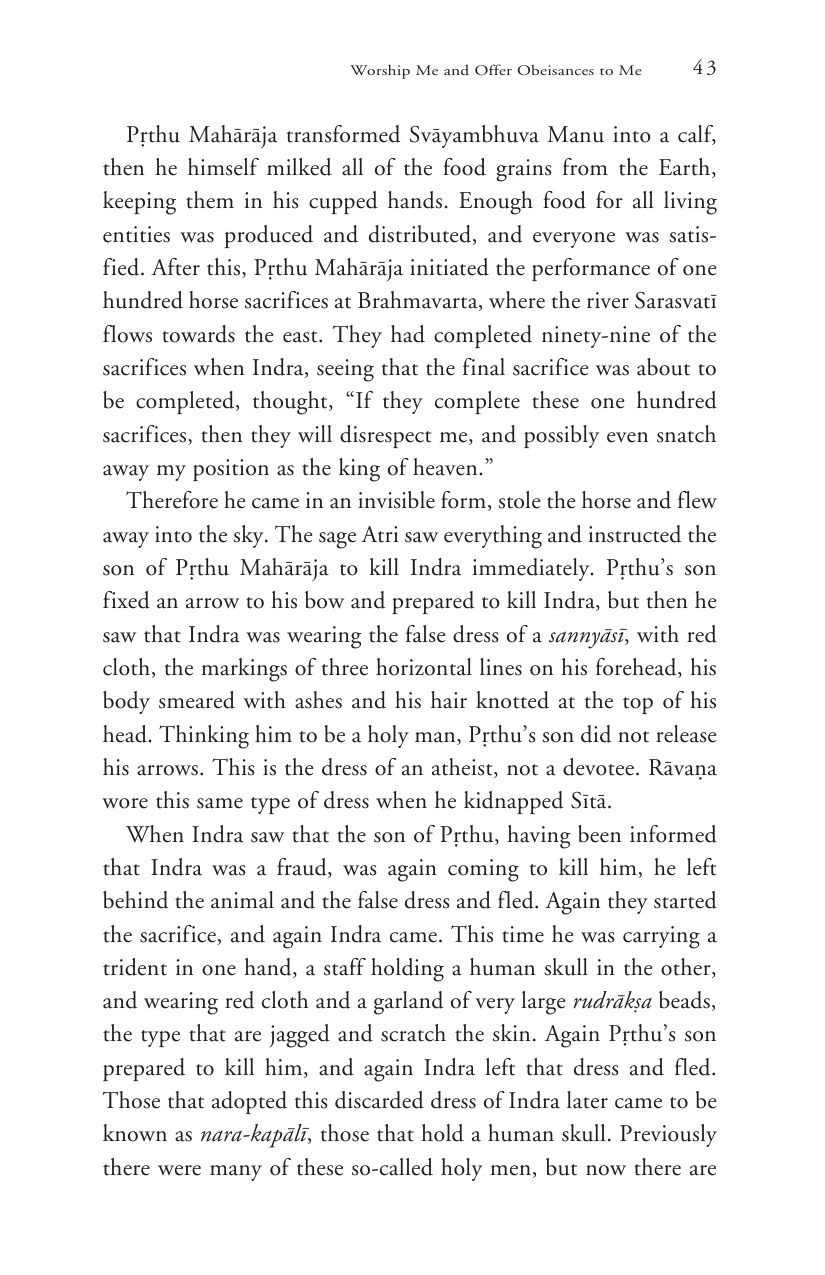 Worship Me and Offer Obeisances to Me 43
Pṛthu Mahārāja transformed Svāyambhuva Manu into a calf,
then he himself milked all of the food grains from the Earth,
keeping them in his cupped hands. Enough food for all living
entities was produced and distributed, and everyone was satis-
fied. After this, Pṛthu Mahārāja initiated the performance of one
hundred horse sacrifices at Brahmavarta, where the river Sarasvatī
flows towards the east. They had completed ninety-nine of the
sacrifices when Indra, seeing that the final sacrifice was about to
be completed, thought, “If they complete these one hundred
sacrifices, then they will disrespect me, and possibly even snatch
away my position as the king of heaven.”
Therefore he came in an invisible form, stole the horse and flew
away into the sky. The sage Atri saw everything and instructed the
son of Pṛthu Mahārāja to kill Indra immediately. Pṛthu’s son
fixed an arrow to his bow and prepared to kill Indra, but then he
saw that Indra was wearing the false dress of a sannyāsī, with red
cloth, the markings of three horizontal lines on his forehead, his
body smeared with ashes and his hair knotted at the top of his
head. Thinking him to be a holy man, Pṛthu’s son did not release
his arrows. This is the dress of an atheist, not a devotee. Rāvaṇa
wore this same type of dress when he kidnapped Sītā.
When Indra saw that the son of Pṛthu, having been informed
that Indra was a fraud, was again coming to kill him, he left
behind the animal and the false dress and fled. Again they started
the sacrifice, and again Indra came. This time he was carrying a
trident in one hand, a staff holding a human skull in the other,
and wearing red cloth and a garland of very large rudrākṣa beads,
the type that are jagged and scratch the skin. Again Pṛthu’s son
prepared to kill him, and again Indra left that dress and fled.
Those that adopted this discarded dress of Indra later came to be
known as nara-kapālī, those that hold a human skull. Previously
there were many of these so-called holy men, but now there are